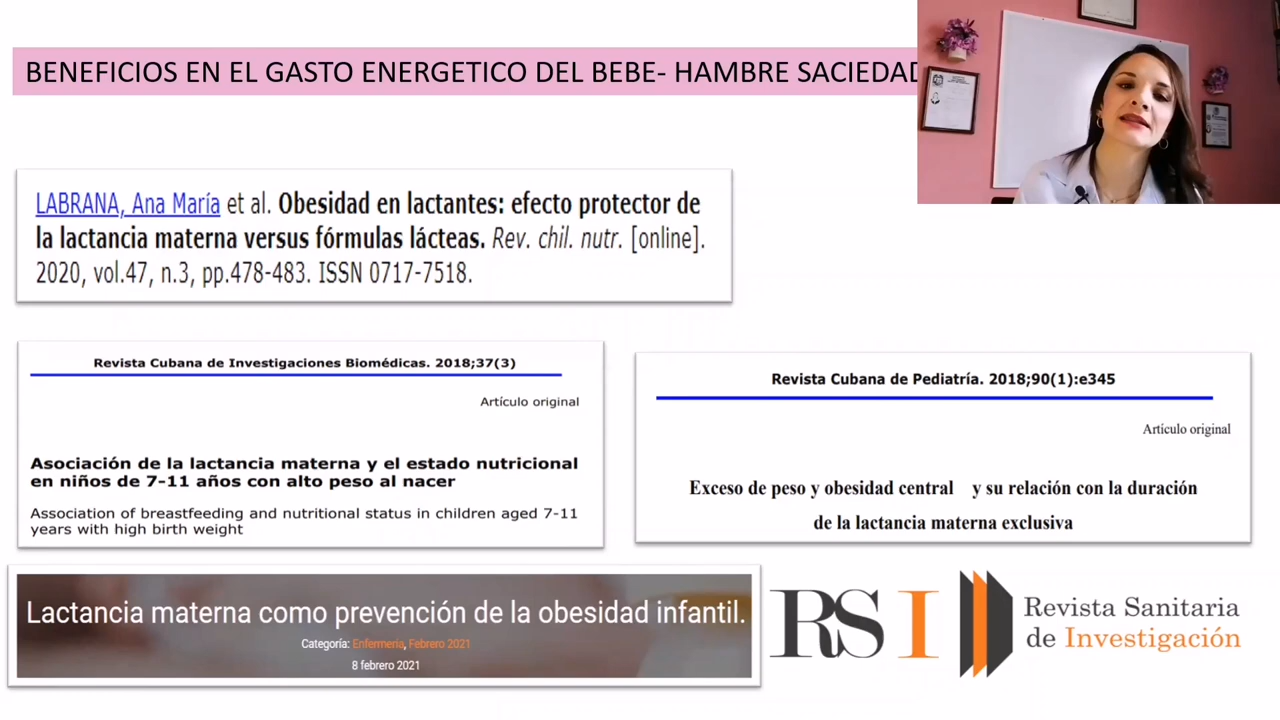 BENEFICIOS EN EL GASTO ENERGETICO DEL BEBE- HAMBRE SACIEDAD
LABRANA, Ana María et al. Obesidad en lactantes: efecto protector de
la lactancia materna versus fórmulas lácteas. Rev. chil. nutr. [online].
2020, vol.47, n.3, pp.478-483. ISSN 0717-7518.
Revista Cubana de Investigaciones Biomédicas. 2018;37(3)
Artículo original
Asociación de la lactancia materna y el estado nutricional
en niños de 7-11 años con alto peso al nacer
Association of breastfeeding and nutritional status in children aged 7-11
years with high birth weight
Revista Cubana de Pediatría. 2018;90(1):e345
Artículo original
Exceso de peso y obesidad central y su relación con la duración
de la lactancia materna exclusiva
Lactancia materna como prevención de la obesidad infantil.
Categoría: Enfermería, Febrero 2021
8 febrero 2021
RSI
Revista Sanitaria
de Investigación